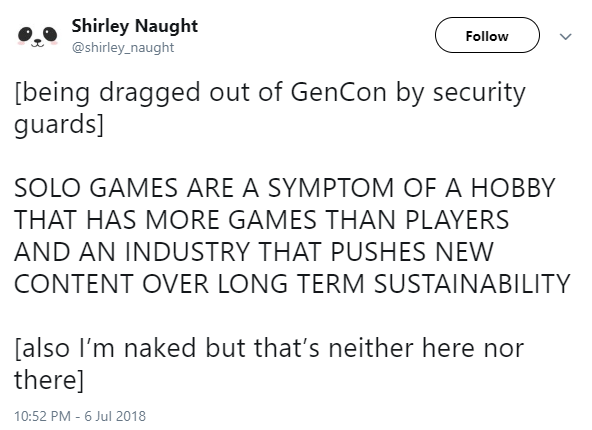 Shirley Naught
@shirley_naught
Follow
[being dragged out of GenCon by security
guards]
SOLO GAMES ARE A SYMPTOM OF A HOBBY
THAT HAS MORE GAMES THAN PLAYERS
AND AN INDUSTRY THAT PUSHES NEW
CONTENT OVER LONG TERM SUSTAINABILITY
[also I'm naked but that's neither here nor
there]
10:52 PM - 6 Jul 2018